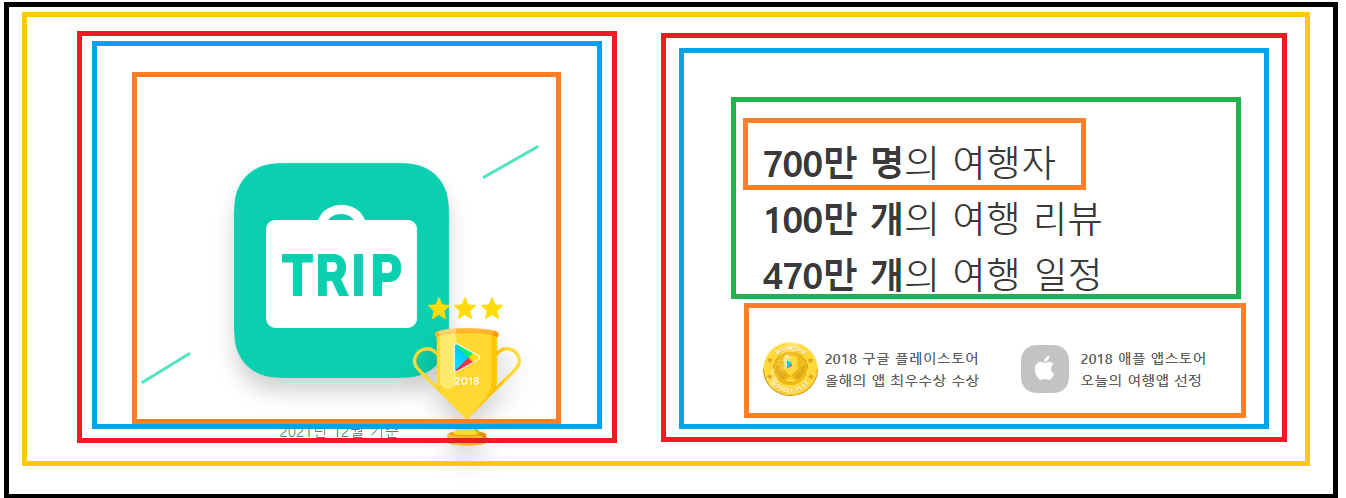 TRIP
2018
2021년 12월 기준
700만 명의 여행자
100만 개의 여행 리뷰
470만 개의 여행 일정
2018 구글 플레이스토어
올해의 앱 최우수상 수상
2018 애플 앱스토어
오늘의 여행앱 선정
GOOGLE PLAY